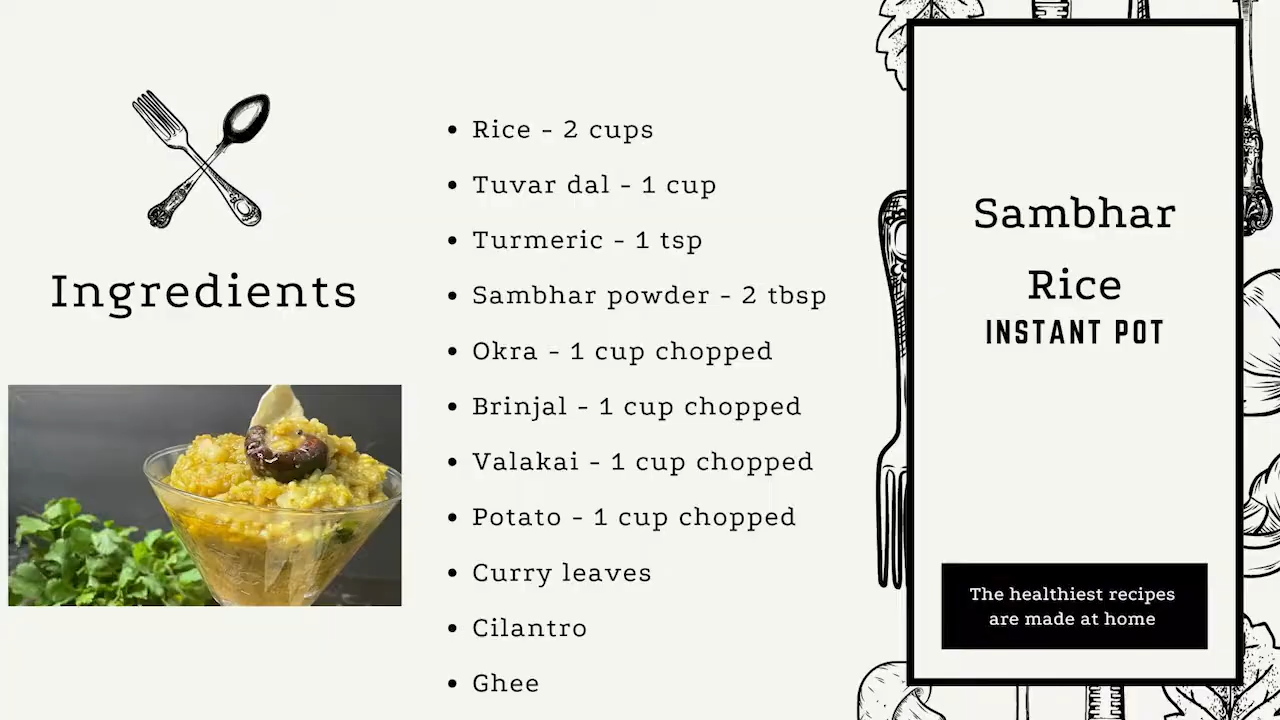 Ingredients
• Rice - 2 cups
• Tuvar dal - 1 cup
• Turmeric - 1 tsp
• Sambhar powder - 2 tbsp
• Okra - 1 cup chopped
• Brinjal - 1 cup chopped
• Valakai - 1 cup chopped
• Potato - 1 cup chopped
• Curry leaves
• Cilantro
• Ghee
Sambhar
Rice
INSTANT POT
The healthiest recipes
are made at home